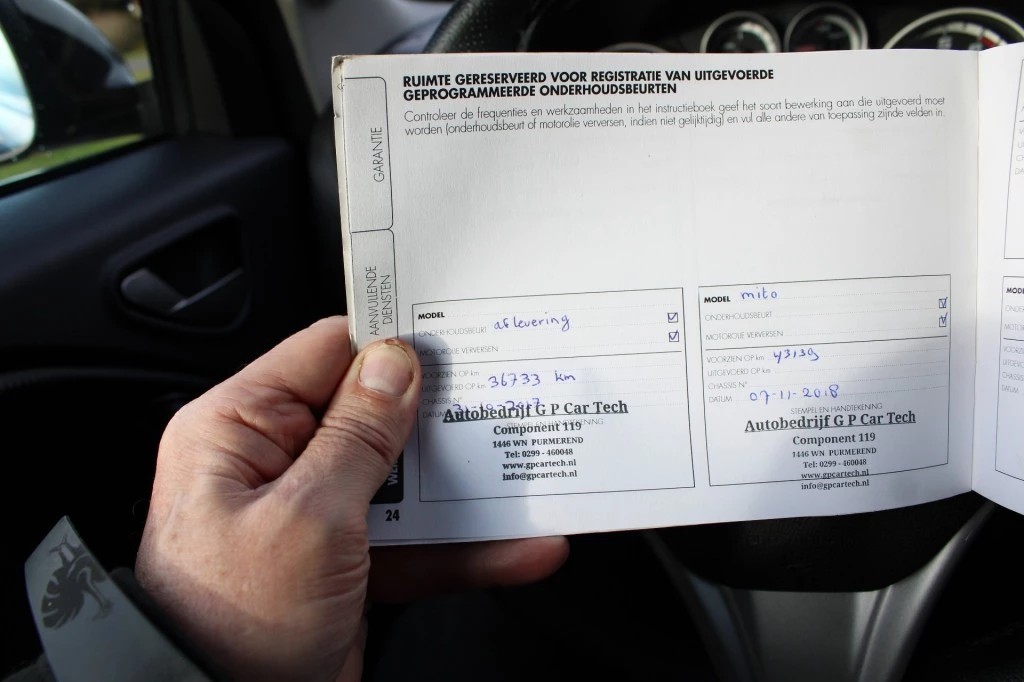 RUIMTE GERESERVEERD VOOR REGISTRATIE VAN UITGEVOERDE
GEPROGRAMMEERDE ONDERHOUDSBEURTEN
Controleer de frequenties en werkzaamheden in het instructieboek geef het soort bewerking aan die uitgevoerd moet
worden (onderhoudsbeurt of motorolie verversen, indien niet gelijktijdig) en vul alle andere van toepassing zijnde velden in.
GARANTIE
AANVULLENDE
DIENSTEN
MODEL
ONDERHOUDSBEURT aflevering
MOTOROLIE VERVERSEN
VOORZIEN OP km
UITGEVOERD OP km 36733 km
CHASSIS N°
DATUM 31-10-2017
STEMPEL EN HANDTEKENING
Autobedrijf G P Car Tech
Component 119
1446 WN PURMEREND
Tel: 0299 - 460048
www.gpcartech.nl
info@gpcartech.nl
MODEL mito
ONDERHOUDSBEURT
MOTOROLIE VERVERSEN
VOORZIEN OP km 43139
UITGEVOERD OP km
CHASSIS N°
DATUM 07-11-2018
STEMPEL EN HANDTEKENING
Autobedrijf G P Car Tech
Component 119
1446 WN PURMEREND
Tel: 0299 - 460048
www.gpcartech.nl
info@gpcartech.nl
24